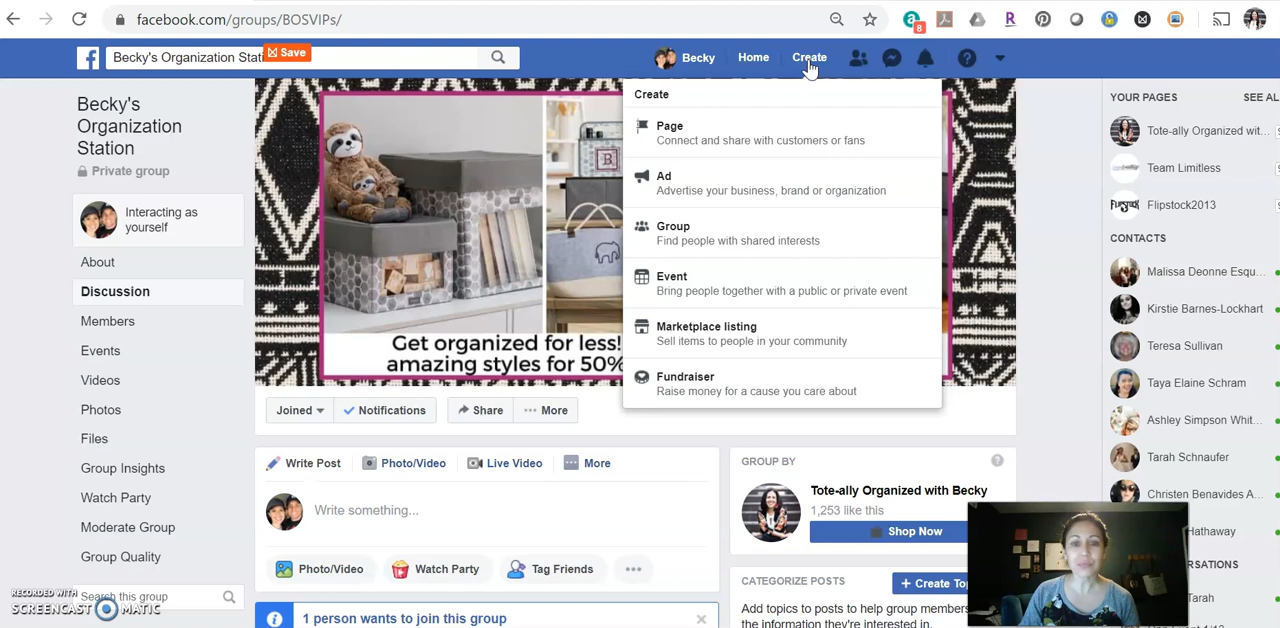 facebook.com/groups/BOSVIPs/
8
Becky's Organization Stati
Save
Becky
Home
Create
Becky's
Organization
Station
Private group
Interacting as
yourself
About
Discussion
Members
Events
Videos
Photos
Files
Group Insights
Watch Party
Moderate Group
Group Quality
Search this group
RECORDED WITH
SCREENCAST MATIC
B
Get organized for less!
amazing styles for 50%
Create
Page
Connect and share with customers or fans
Ad
Advertise your business, brand or organization
Group
Find people with shared interests
Event
Bring people together with a public or private event
Marketplace listing
Sell items to people in your community
Fundraiser
Raise money for a cause you care about
Joined
Notifications
Share
More
Write Post
Photo/Video
Live Video
More
Write something...
Photo/Video
Watch Party
Tag Friends
1 person wants to join this group
GROUP BY
Tote-ally Organized with Becky
1,253 like this
Shop Now
CATEGORIZE POSTS
+ Create Top
Add topics to posts to help group members
the information they're interested in.
YOUR PAGES
SEE AL
Tote-ally Organized wit...
Team Limitless
FLIPSTOCK
Flipstock2013
CONTACTS
Malissa Deonne Esqu...
Kirstie Barnes-Lockhart
Teresa Sullivan
Taya Elaine Schram
Ashley Simpson Whit...
Tarah Schnaufer
Christen Benavides A...
Hathaway
ERSATIONS
Tarah